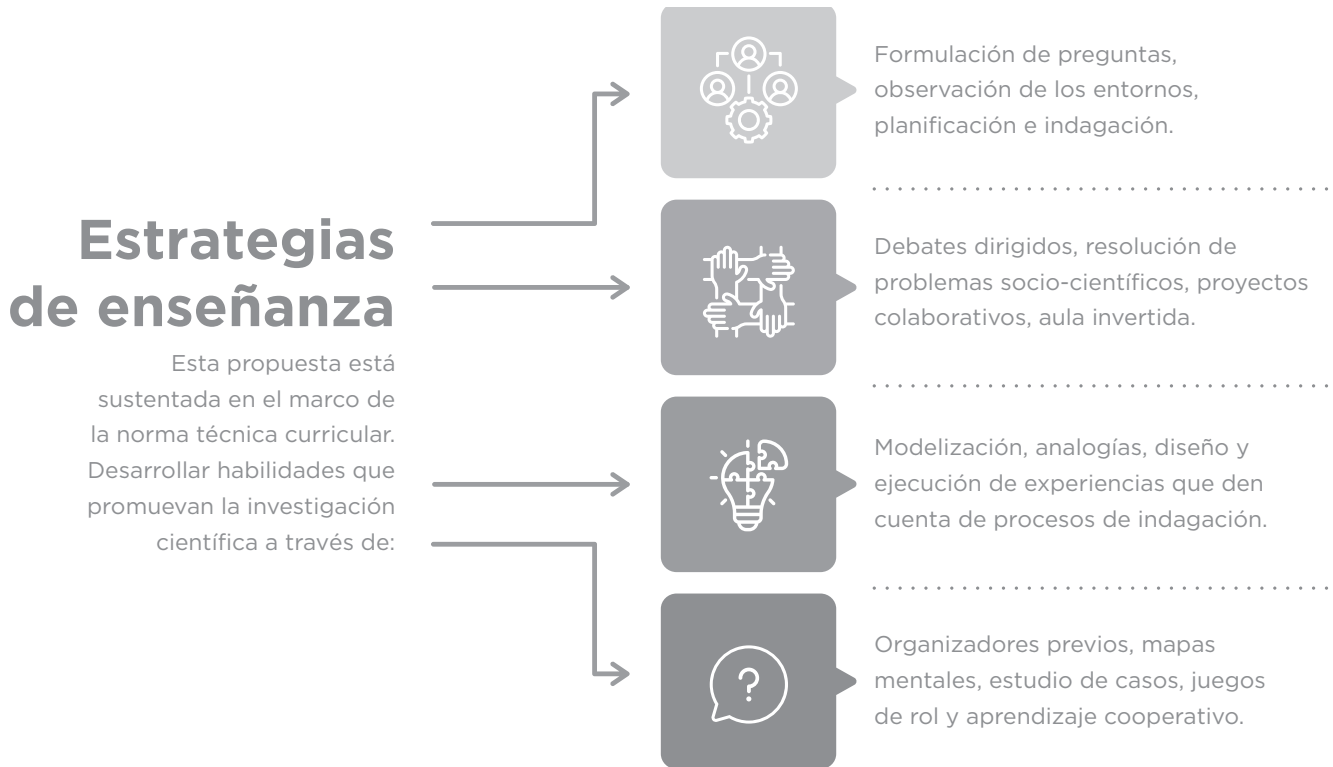 Estrategias
de enseñanza
Esta propuesta está
sustentada en el marco de
la norma técnica curricular.
Desarrollar habilidades que
promuevan la investigación
científica a través de:
Formulación de preguntas,
observación de los entornos,
planificación e indagación.
Debates dirigidos, resolución de
problemas socio-científicos, proyectos
colaborativos, aula invertida.
Modelización, analogías, diseño y
ejecución de experiencias que den
cuenta de procesos de indagación.
?
Organizadores previos, mapas
mentales, estudio de casos, juegos
de rol y aprendizaje cooperativo.